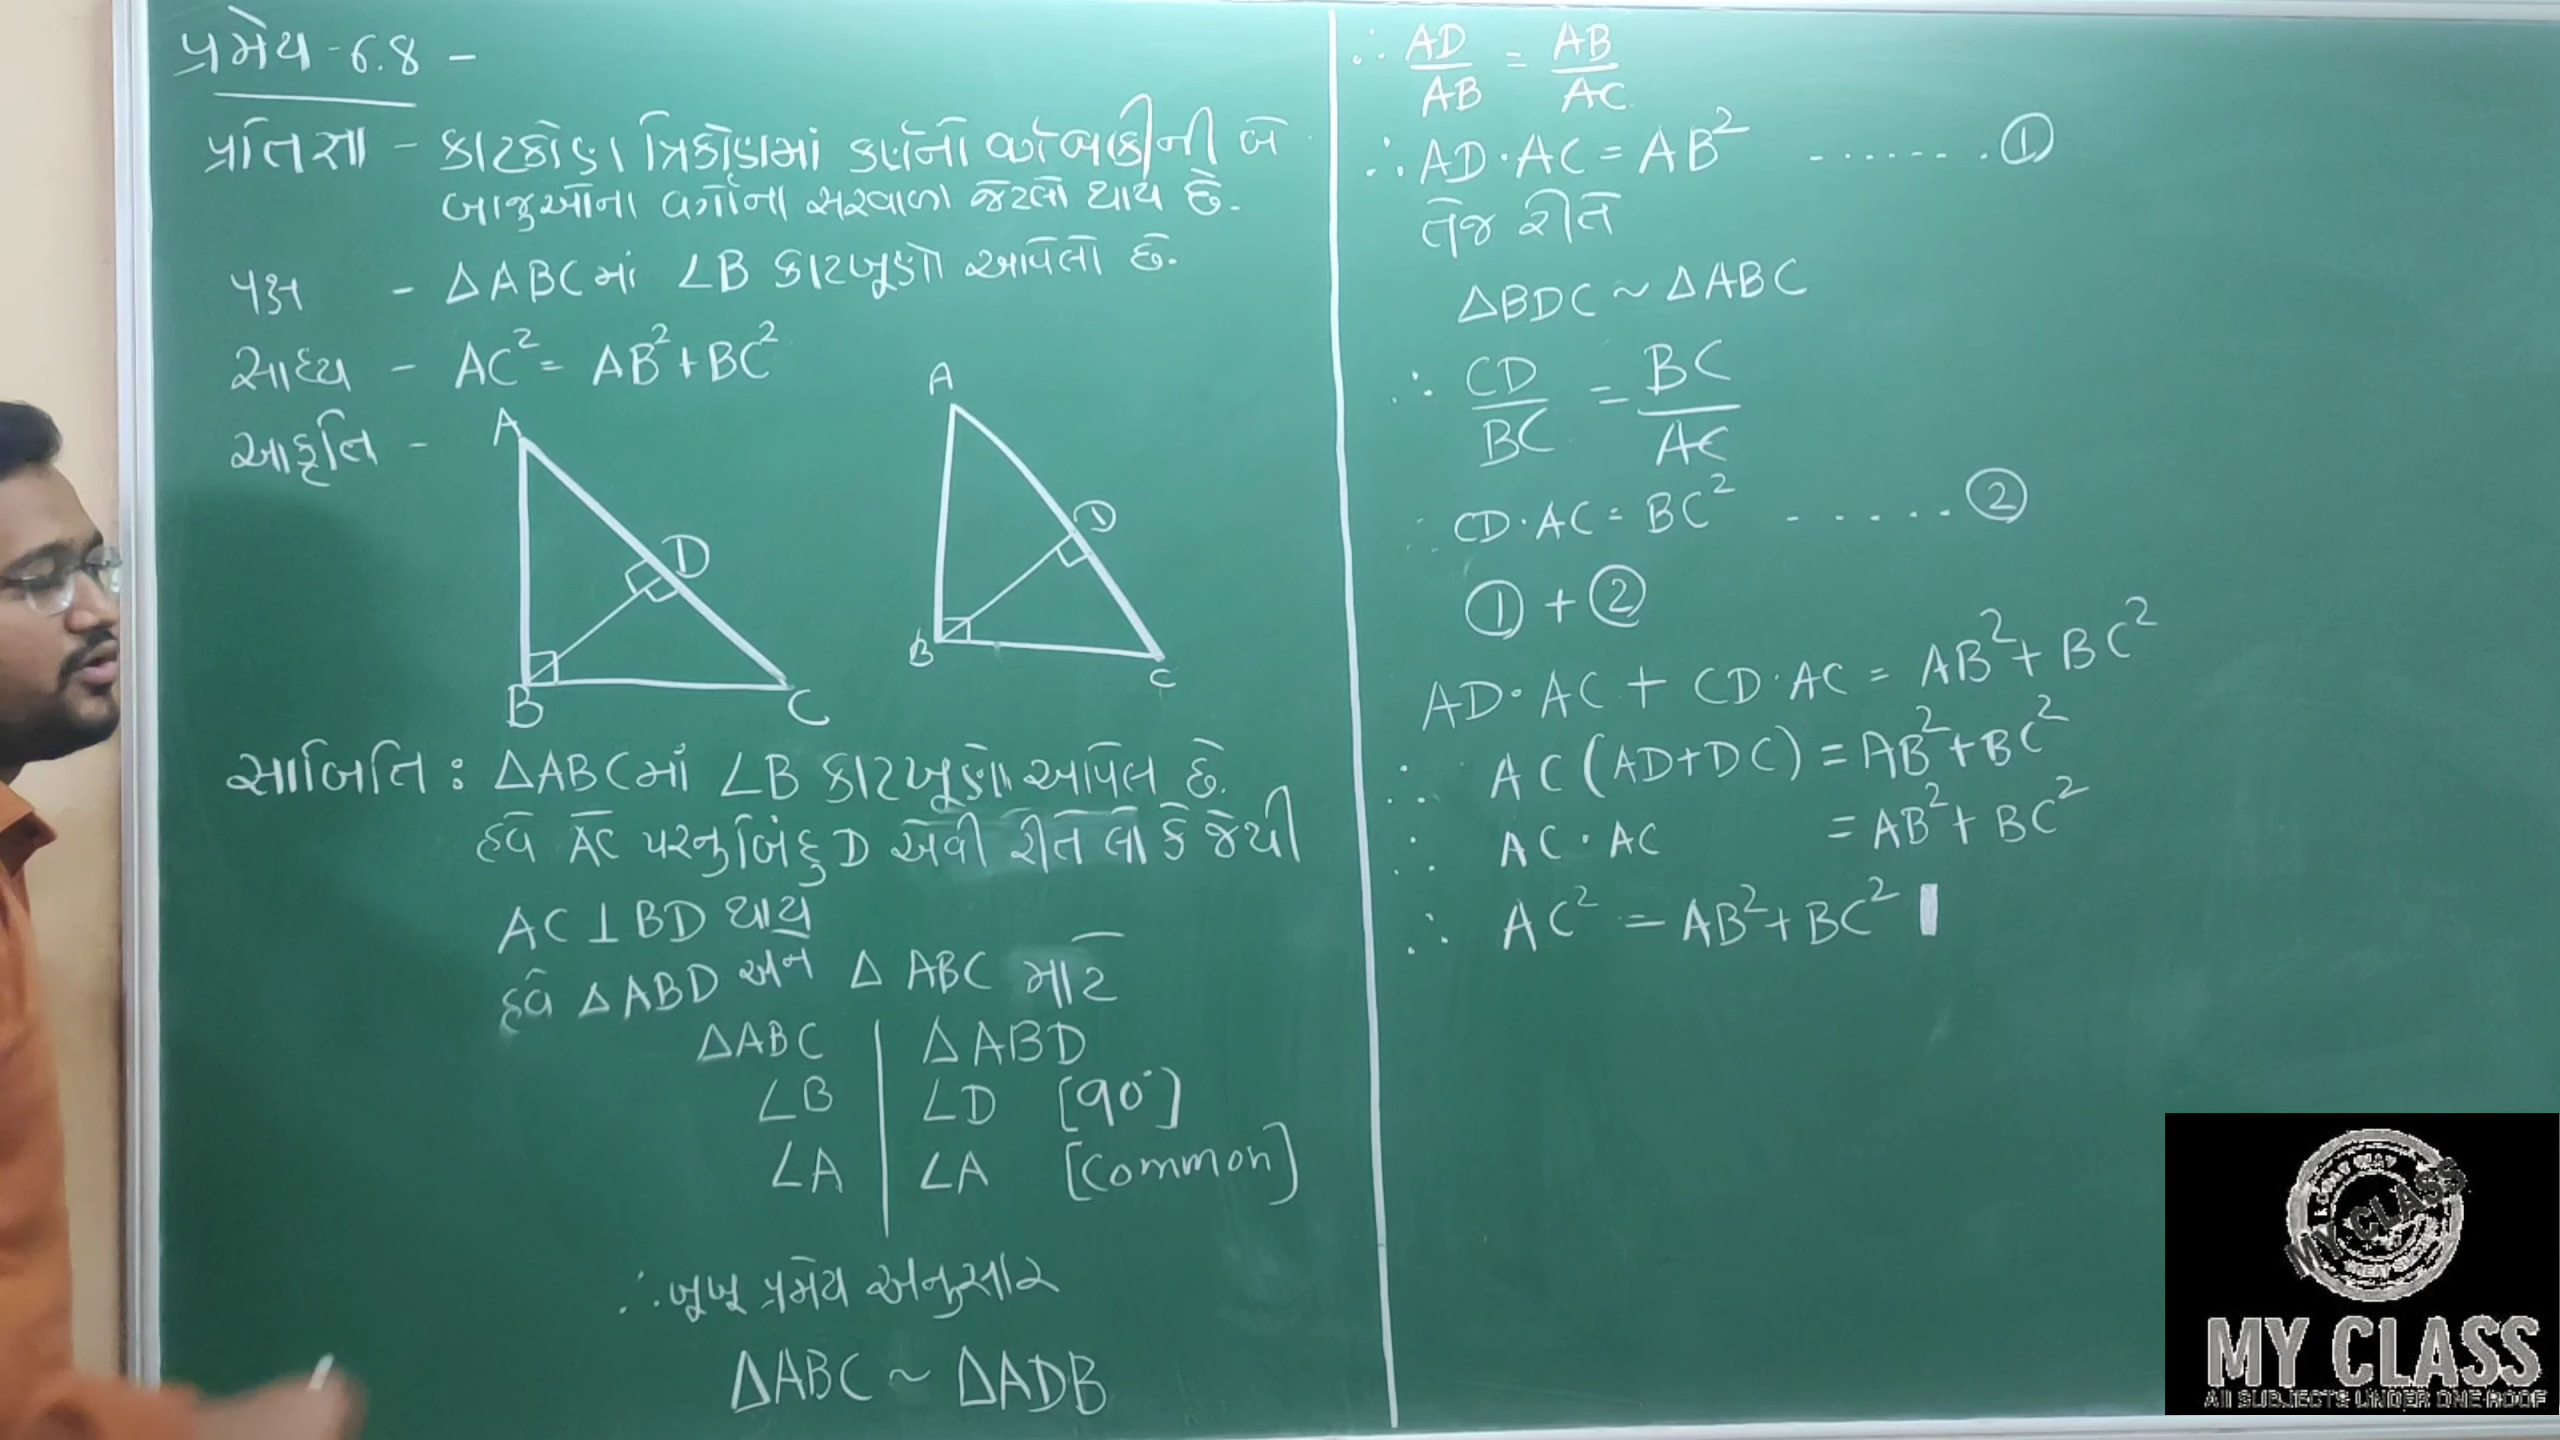 પ્રમેય - 6.8 -
પ્રતિજ્ઞા - કાટકોણ ત્રિકોણમાં કર્ણનો વર્ગ બાકીની બે
બાજુઓના વર્ગોના સરવાળા જેટલો થાય છે.
પક્ષ - △ABC માં ∠B કાટખૂણો આપેલો છે.
સાધ્ય - AC² = AB² + BC²
આકૃતિ -
A
D
B
C
A
D
B
C
સાબિતિ : △ABCમાં ∠B કાટખૂણો આપેલ છે.
હવે AC પરનુ બિંદુ D એવી રીતે લો કે જેથી
AC ⊥ BD થાય
હવે △ABD અને △ ABC માટે
△ABC | △ABD
∠B | ∠D [90°]
∠A | ∠A [Common]
∴ ખૂખૂ પ્રમેય અનુસાર
△ABC ~ △ADB
∴ AD/AB = AB/AC
∴ AD·AC = AB² ....... ①
તેજ રીતે
△BDC ~ △ABC
∴ CD/BC = BC/AC
∴ CD·AC = BC² ...... ②
① + ②
AD·AC + CD·AC = AB² + BC²
∴ AC (AD+DC) = AB² + BC²
∴ AC · AC = AB² + BC²
∴ AC² = AB² + BC²
MY CLASS
MY CLASS
All SUBJECTS UNDER ONE ROOF